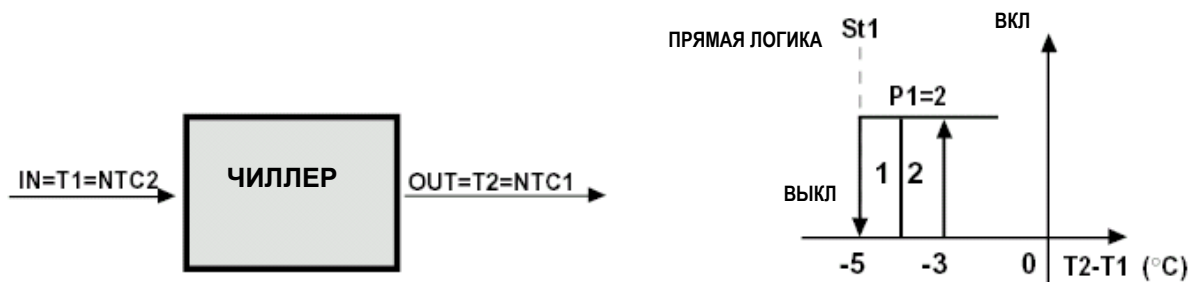 IN=T1=NTC2
ЧИЛЛЕР
OUT=T2=NTC1
ПРЯМАЯ ЛОГИКА
St1
ВКЛ
P1=2
1
2
ВЫКЛ
-5
-3
0
T2-T1 (°C)